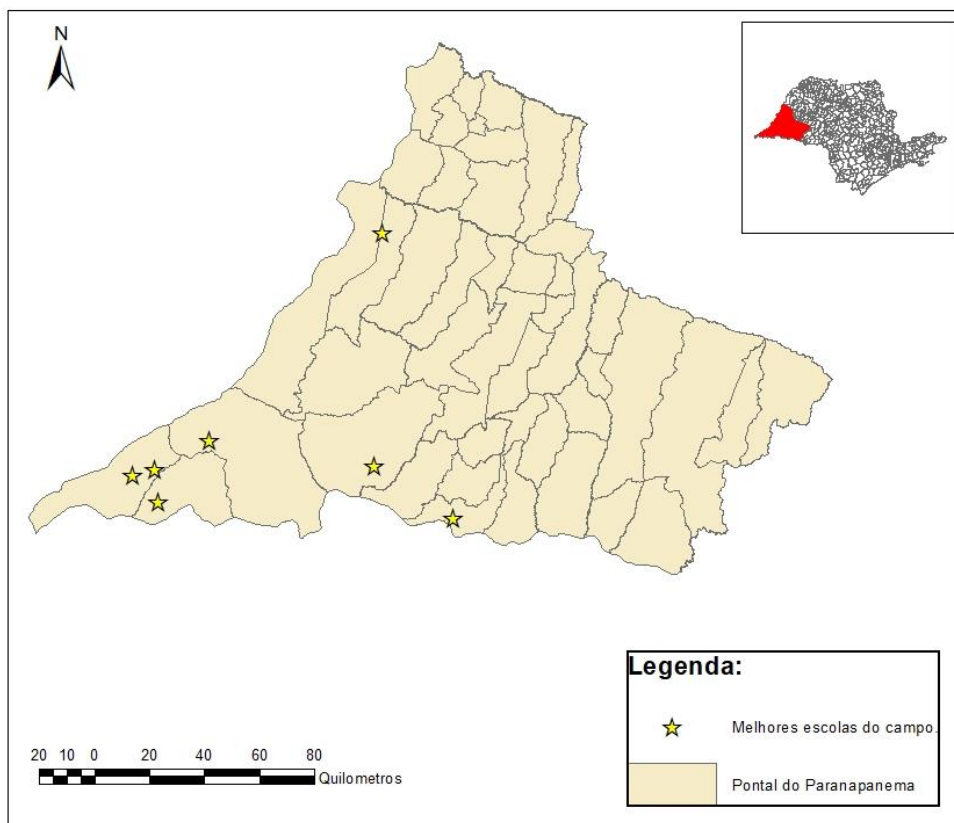 N
20 10 0 20 40 60 80
Quilometros
Legenda:
Melhores escolas do campo.
Pontal do Paranapanema